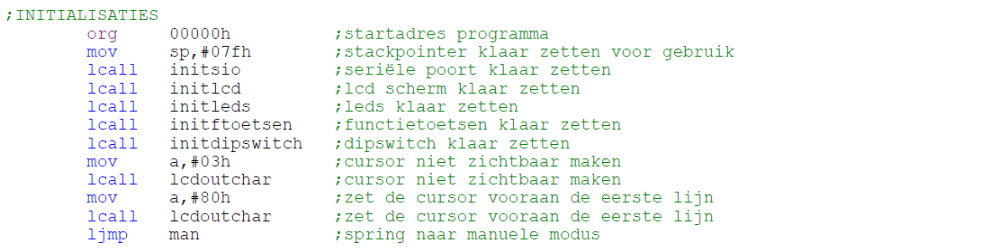 ;INITIALISATIES
org 00000h ;startadres programma
mov sp,#07fh ;stackpointer klaar zetten voor gebruik
lcall initsio ;seriële poort klaar zetten
lcall initlcd ;lcd scherm klaar zetten
lcall initleds ;leds klaar zetten
lcall initftoetsen ;functietoetsen klaar zetten
lcall initdipswitch ;dipswitch klaar zetten
mov a,#03h ;cursor niet zichtbaar maken
lcall lcdoutchar ;cursor niet zichtbaar maken
mov a,#80h ;zet de cursor vooraan de eerste lijn
lcall lcdoutchar ;zet de cursor vooraan de eerste lijn
ljmp man ;spring naar manuele modus